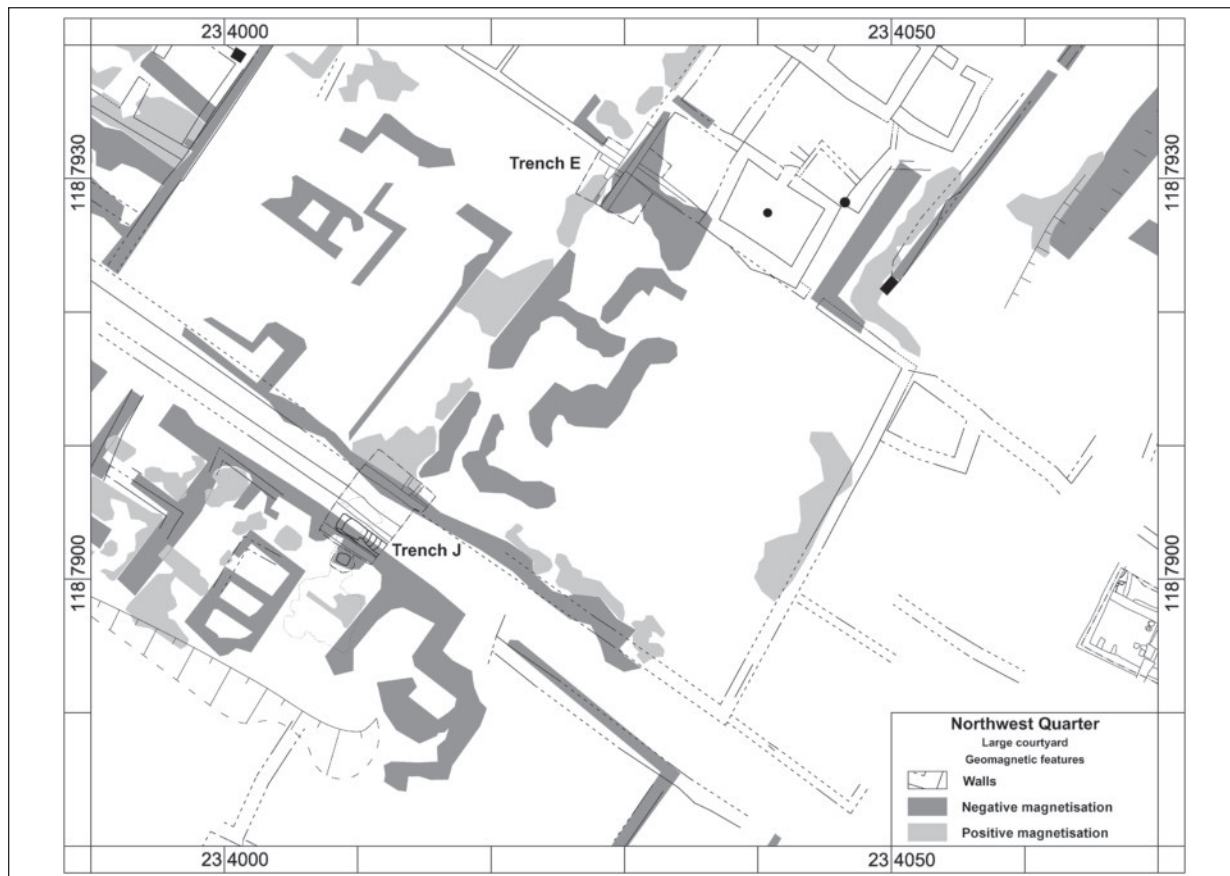 23 4000
23 4050
118 7930
118 7930
Trench E
Trench J
118 7900
118 7900
Northwest Quarter
Large courtyard
Geomagnetic features
Walls
Negative magnetisation
Positive magnetisation
23 4000
23 4050